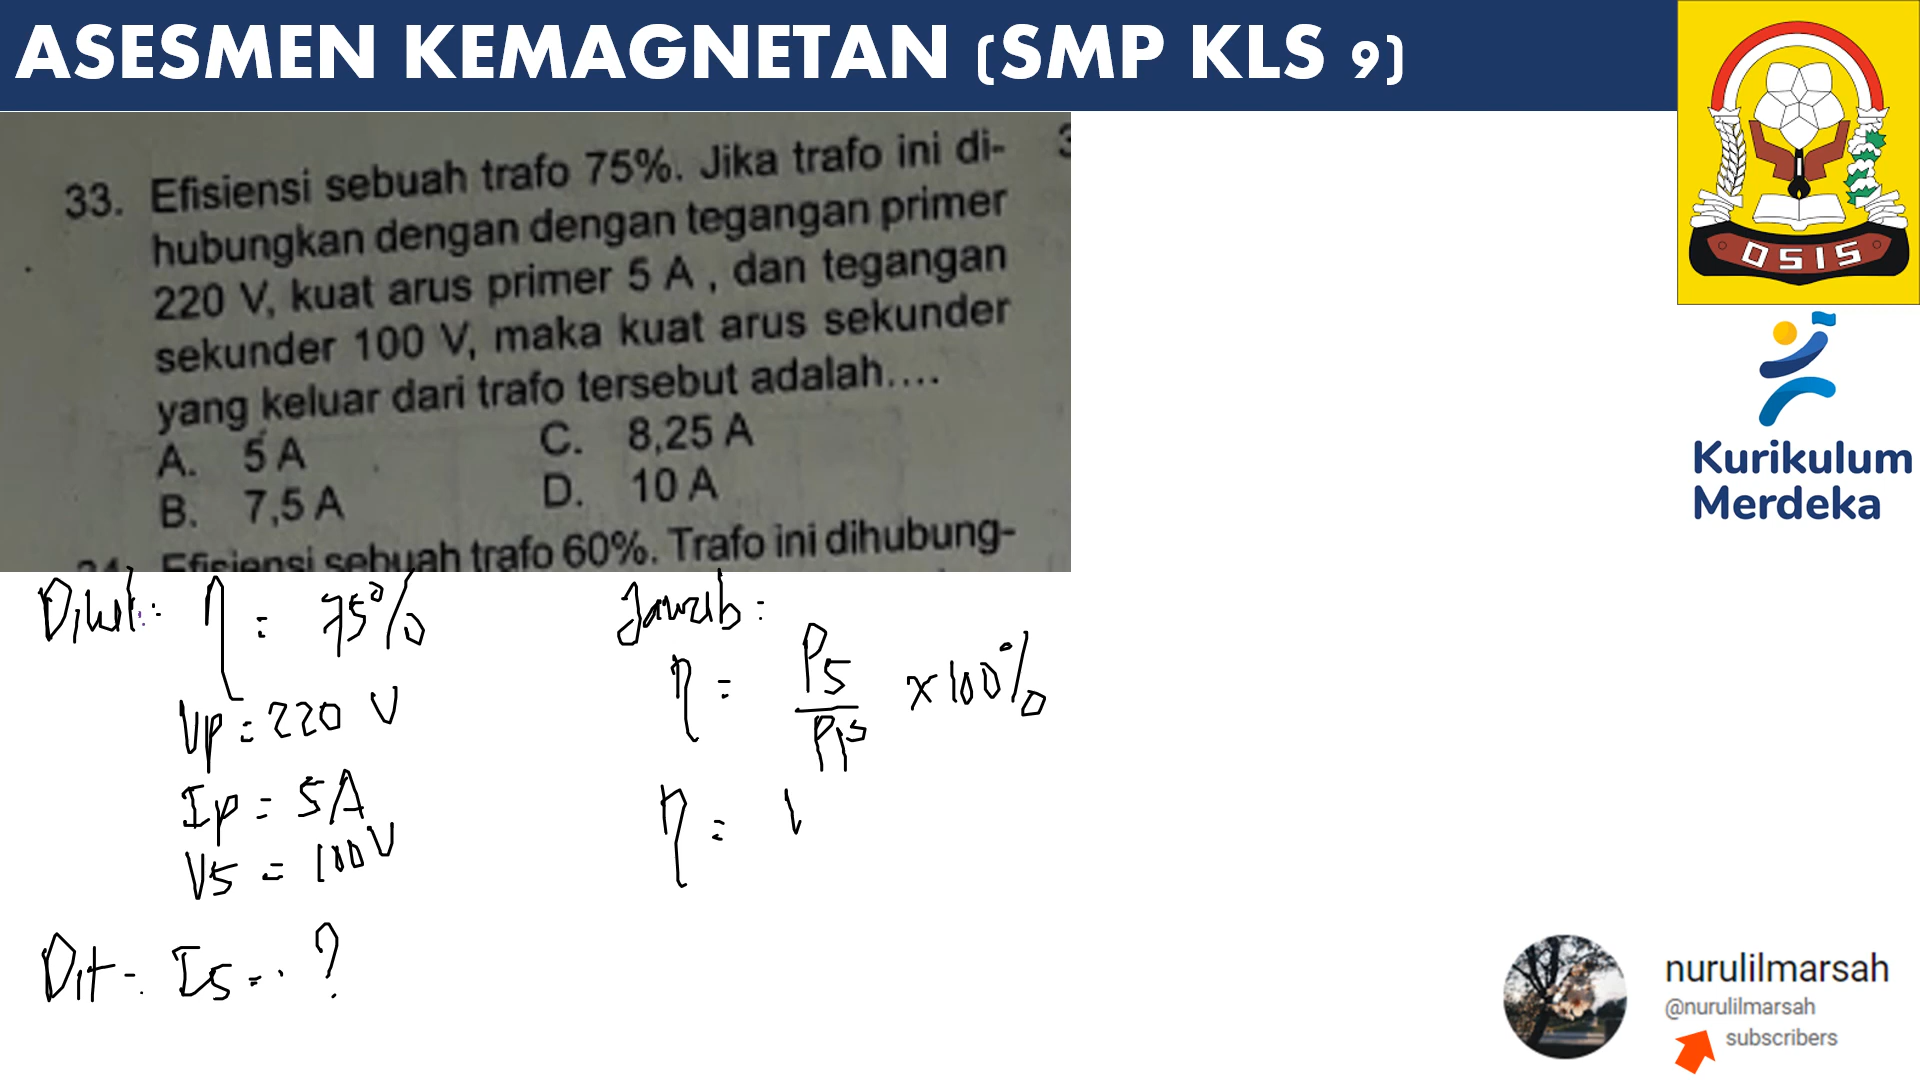 ASESMEN KEMAGNETAN (SMP KLS 9)
33. Efisiensi sebuah trafo 75%. Jika trafo ini di-
hubungkan dengan dengan tegangan primer
220 V, kuat arus primer 5 A , dan tegangan
sekunder 100 V, maka kuat arus sekunder
yang keluar dari trafo tersebut adalah....
A. 5 A
C. 8,25 A
B. 7,5 A
D. 10 A
Efisiensi sebuah trafo 60%. Trafo ini dihubung-
OSIS
Kurikulum
Merdeka
η = 75%
Vp = 220 V
Ip = 5A
Vs = 100V
Dit = Is = . ?
Jawab :
η = Ps
x 100%
η =
nurulilmarsah
@nurulilmarsah
subscribers